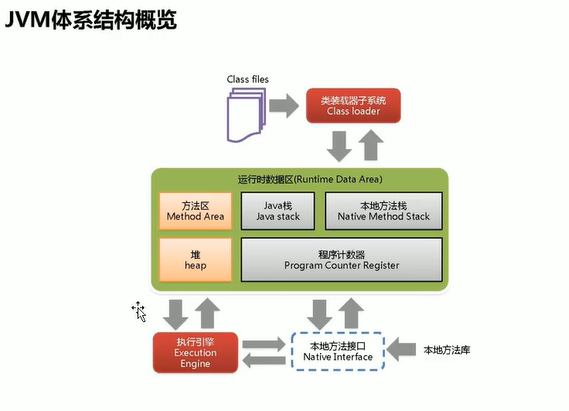 JVM体系结构概览
Class files
类装载器子系统
Class loader
运行时数据区(Runtime Data Area)
方法区
Method Area
Java栈
Java stack
本地方法栈
Native Method Stack
堆
heap
程序计数器
Program Counter Register
执行引擎
Execution
Engine
本地方法接口
Native Interface
本地方法库